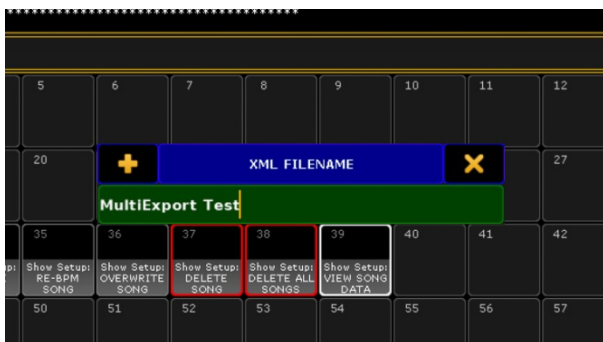 ************************************
5 6 7 8 9 10 11 12
20 XML FILENAME 27
MultiExport Test
35 36 37 38 39 40 41 42
Show Setup: RE-BPM SONG
Show Setup: OVERWRITE SONG
Show Setup: DELETE SONG
Show Setup: DELETE ALL SONGS
Show Setup: VIEW SONG DATA
50 51 52 53 54 55 56 57